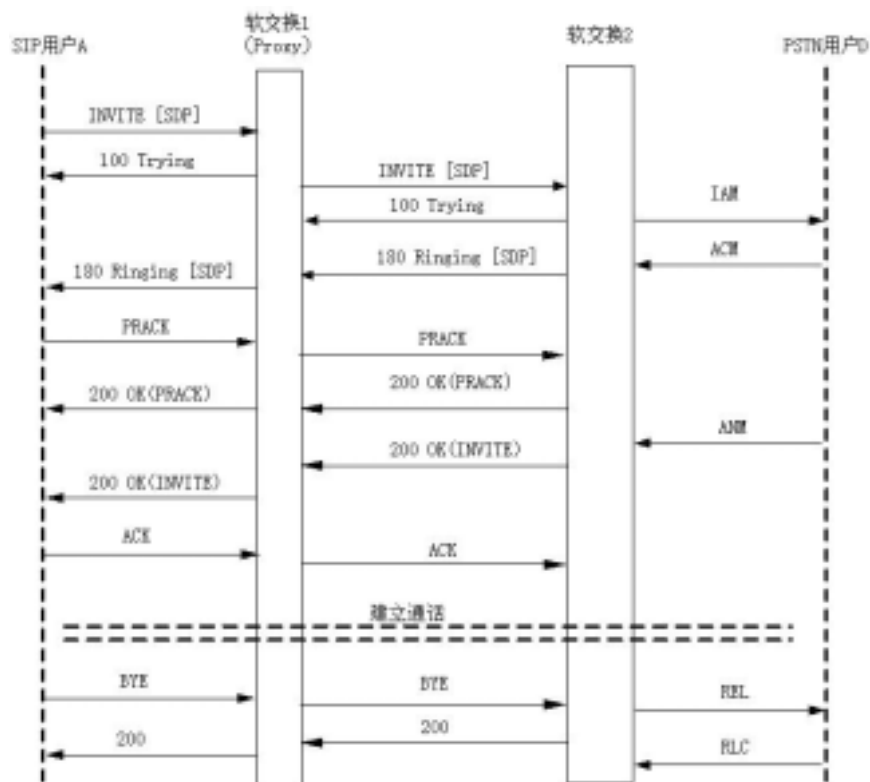 软交换1
(Proxy)
SIP用户A
软交换2
PSTN用户D
INVITE [SDP]
100 Trying
INVITE [SDP]
100 Trying
IAM
ACM
180 Ringing [SDP]
180 Ringing [SDP]
PRACK
PRACK
200 OK(PRACK)
200 OK(PRACK)
ANM
200 OK(INVITE)
200 OK(INVITE)
ACK
ACK
建立通话
BYE
BYE
REL
200
200
RLC